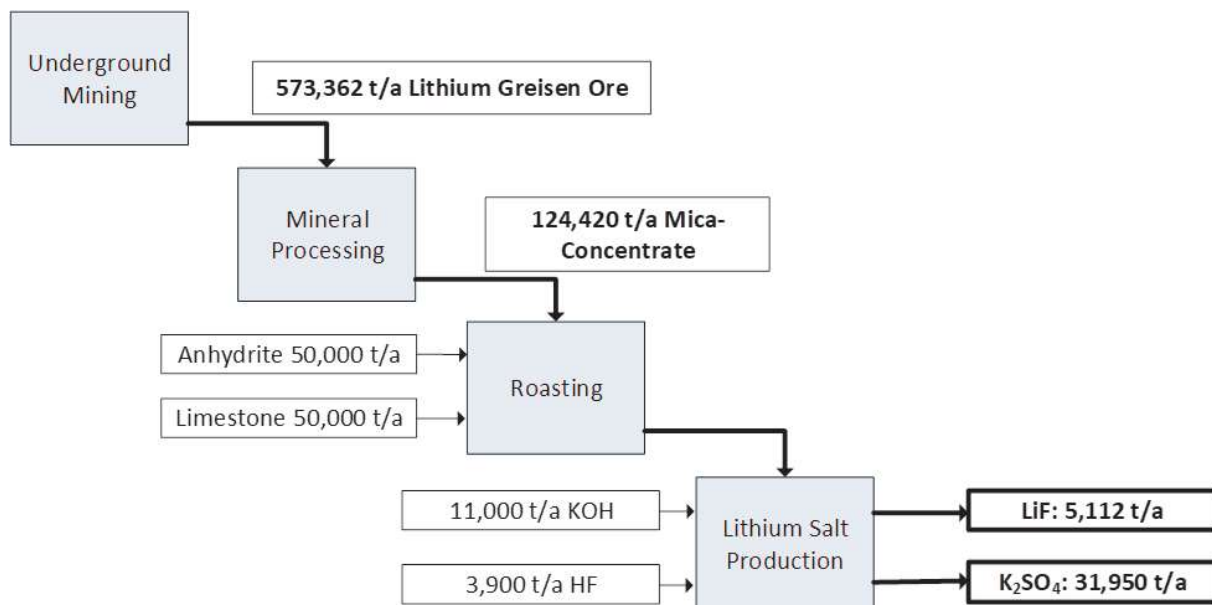 Underground
Mining
573,362 t/a Lithium Greisen Ore
Mineral
Processing
124,420 t/a Mica-
Concentrate
Anhydrite 50,000 t/a
Limestone 50,000 t/a
Roasting
11,000 t/a KOH
3,900 t/a HF
Lithium Salt
Production
LiF: 5,112 t/a
K₂SO₄: 31,950 t/a